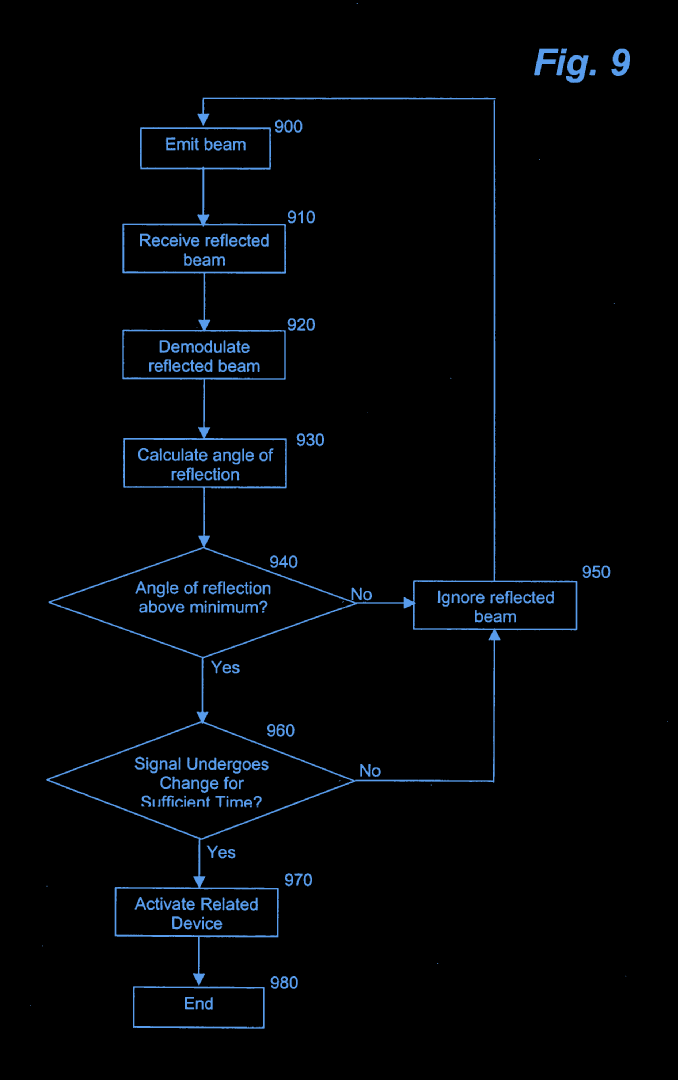 Fig. 9
900
Emit beam
910
Receive reflected
beam
920
Demodulate
reflected beam
930
Calculate angle of
reflection
940
Angle of reflection
above minimum?
No
950
Ignore reflected
beam
Yes
960
Signal Undergoes
Change for
Sufficient Time?
No
Yes
970
Activate Related
Device
980
End